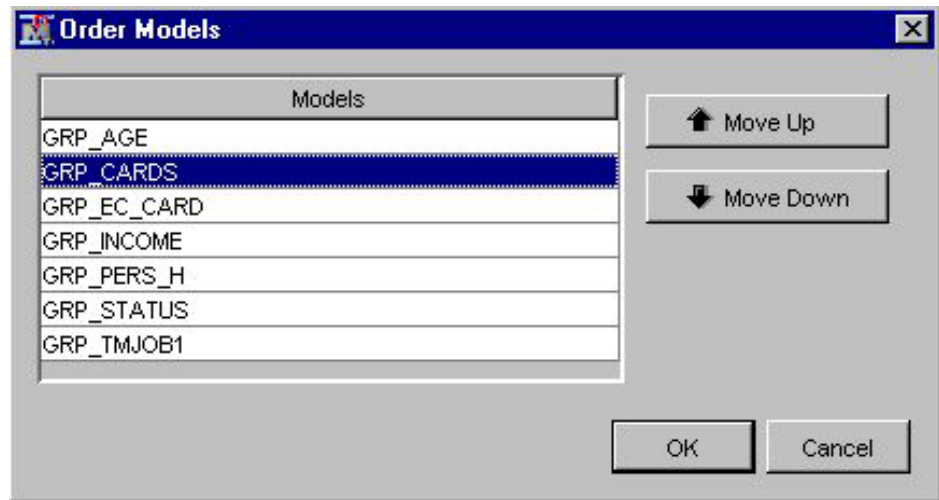 Order Models
Models
GRP_AGE
GRP_CARDS
GRP_EC_CARD
GRP_INCOME
GRP_PERS_H
GRP_STATUS
GRP_TMJOB1
Move Up
Move Down
OK
Cancel